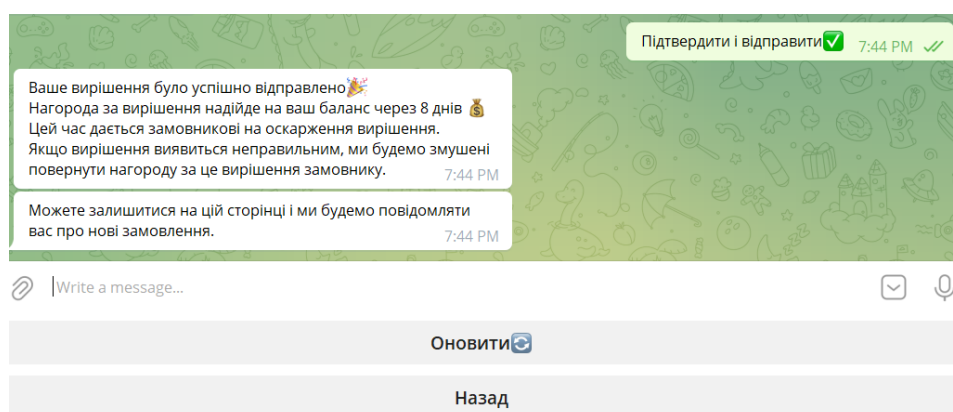 Підтвердити і відправити✅ 7:44 PM
Ваше вирішення було успішно відправлено🎉
Нагорода за вирішення надійде на ваш баланс через 8 днів 💰
Цей час дається замовникові на оскарження вирішення.
Якщо вирішення виявиться неправильним, ми будемо змушені
повернути нагороду за це вирішення замовнику. 7:44 PM
Можете залишитися на цій сторінці і ми будемо повідомляти
вас про нові замовлення. 7:44 PM
Write a message...
Оновити🔄
Назад